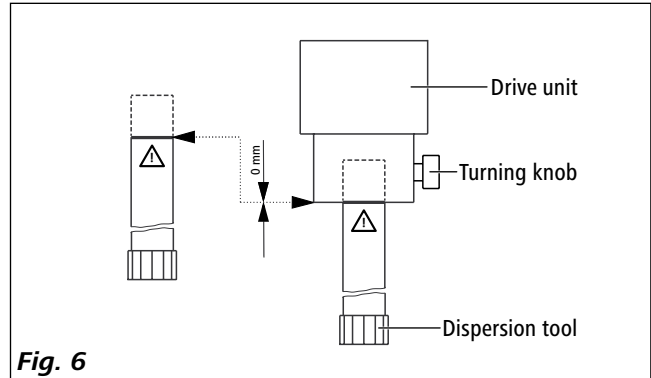 Drive unit
0 mm
Turning knob
Dispersion tool
Fig. 6